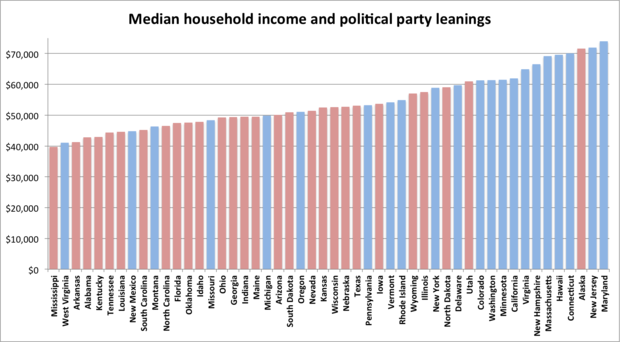 Median household income and political party leanings
$70,000
$60,000
$50,000
$40,000
$30,000
$20,000
$10,000
$0
Mississippi
West Virginia
Arkansas
Alabama
Kentucky
Tennessee
Louisiana
New Mexico
South Carolina
Montana
North Carolina
Florida
Oklahoma
Idaho
Missouri
Ohio
Georgia
Indiana
Maine
Michigan
Arizona
South Dakota
Oregon
Nevada
Kansas
Wisconsin
Nebraska
Texas
Pennsylvania
Iowa
Vermont
Rhode Island
Wyoming
Illinois
New York
North Dakota
Delaware
Utah
Colorado
Washington
Minnesota
California
Virginia
New Hampshire
Massachusetts
Hawaii
Connecticut
Alaska
New Jersey
Maryland